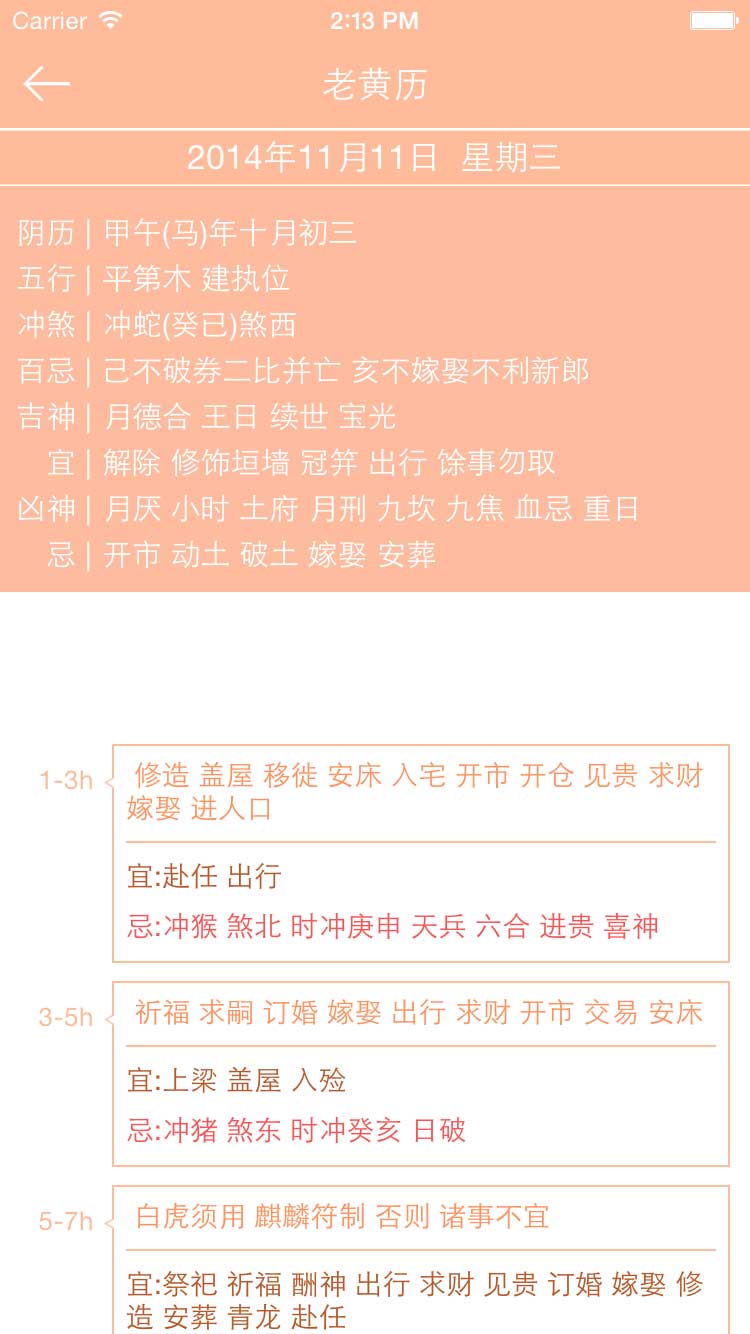 Carrier 2:13 PM
老黄历
2014年11月11日 星期三
阴历 | 甲午(马)年十月初三
五行 | 平第木 建执位
冲煞 | 冲蛇(癸已)煞西
百忌 | 己不破券二比并亡 亥不嫁娶不利新郎
吉神 | 月德合 王日 续世 宝光
宜 | 解除 修饰垣墙 冠笄 出行 馀事勿取
凶神 | 月厌 小时 土府 月刑 九坎 九焦 血忌 重日
忌 | 开市 动土 破土 嫁娶 安葬
1-3h
修造 盖屋 移徙 安床 入宅 开市 开仓 见贵 求财
嫁娶 进人口
宜:赴任 出行
忌:冲猴 煞北 时冲庚申 天兵 六合 进贵 喜神
3-5h
祈福 求嗣 订婚 嫁娶 出行 求财 开市 交易 安床
宜:上梁 盖屋 入殓
忌:冲猪 煞东 时冲癸亥 日破
5-7h
白虎须用 麒麟符制 否则 诸事不宜
宜:祭祀 祈福 酬神 出行 求财 见贵 订婚 嫁娶 修
造 安葬 青龙 赴任